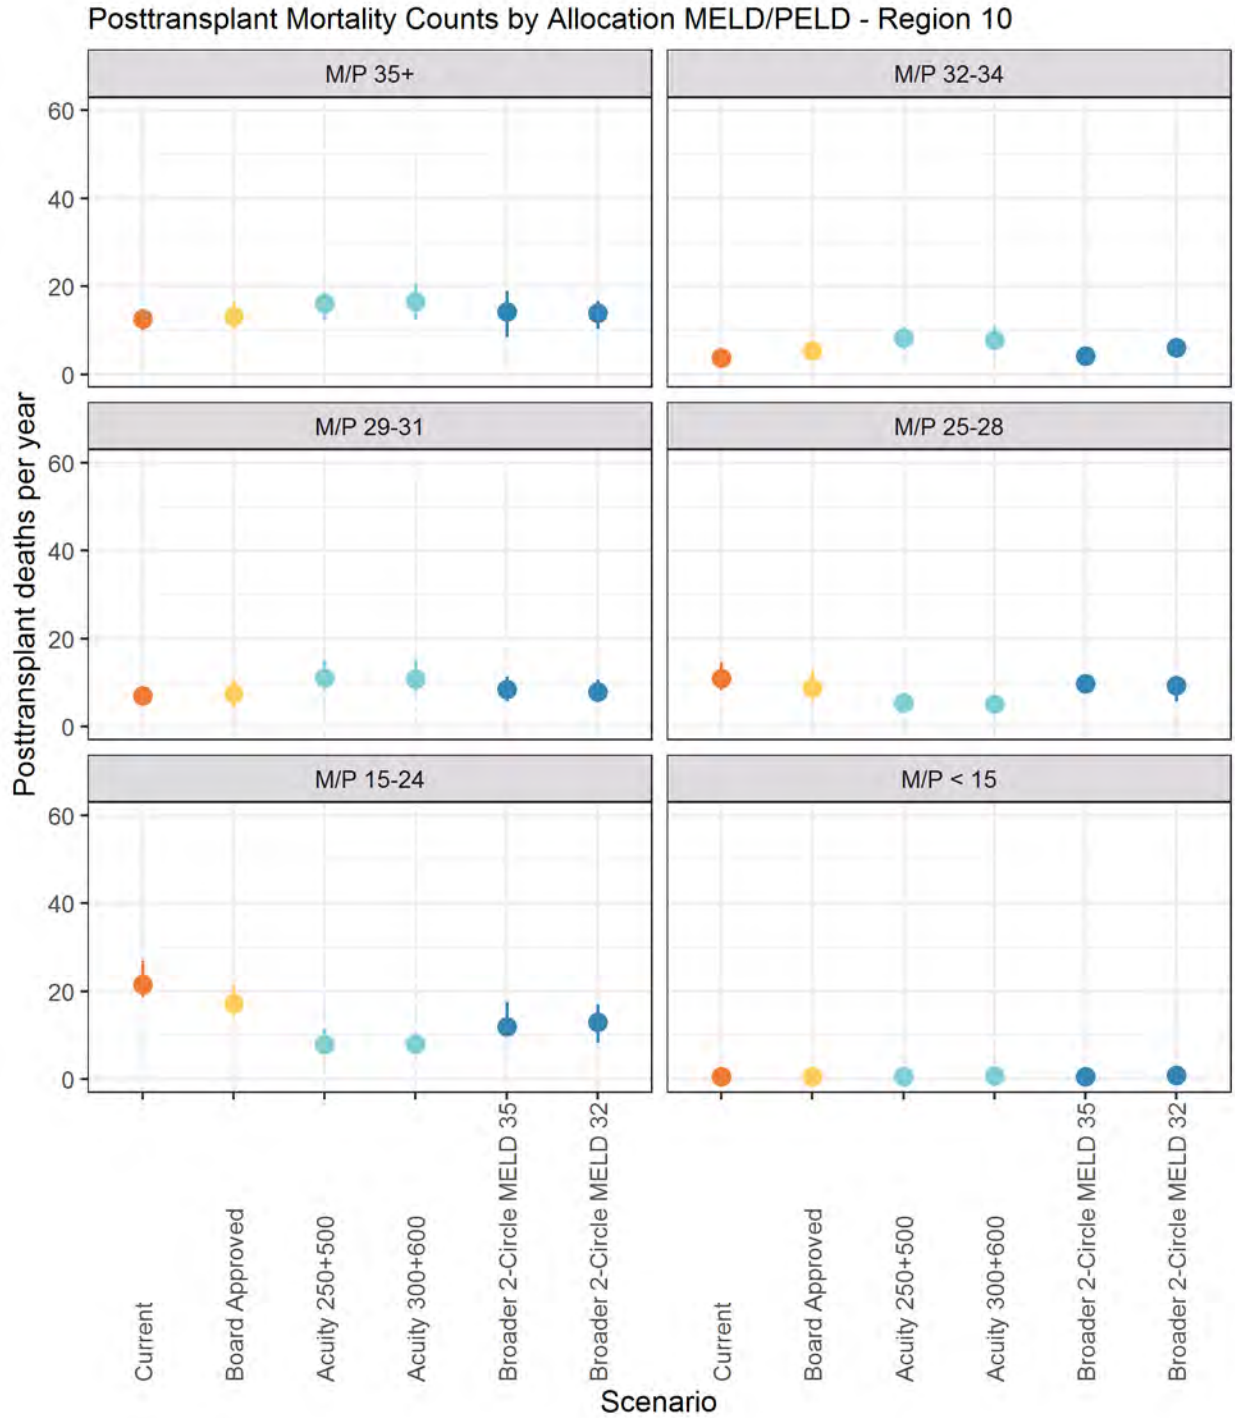 Posttransplant Mortality Counts by Allocation MELD/PELD - Region 10
M/P 35+
M/P 32-34
60
40
20
0
M/P 29-31
M/P 25-28
60
40
20
0
M/P 15-24
M/P < 15
60
40
20
0
Posttransplant deaths per year
Current
Board Approved
Acuity 250+500
Acuity 300+600
Broader 2-Circle MELD 35
Broader 2-Circle MELD 32
Current
Board Approved
Acuity 250+500
Acuity 300+600
Broader 2-Circle MELD 35
Broader 2-Circle MELD 32
Scenario